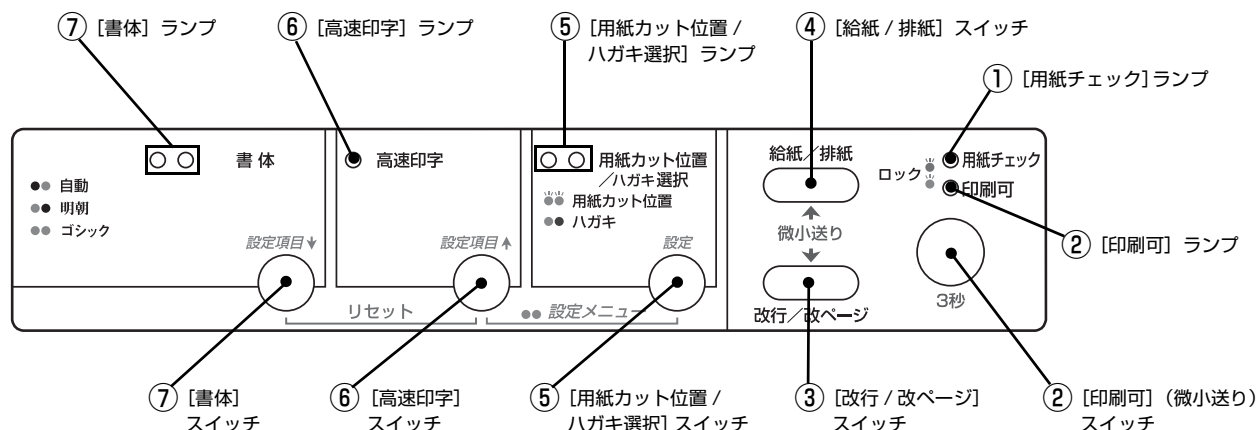 ⑦ [書体] ランプ
⑥ [高速印字] ランプ
⑤ [用紙カット位置 /
ハガキ選択] ランプ
④ [給紙 / 排紙] スイッチ
① [用紙チェック] ランプ
書 体
●● 自動
●● 明朝
●● ゴシック
設定項目↓
高速印字
設定項目↑
用紙カット位置
/ハガキ選択
●● 用紙カット位置
●● ハガキ
設定
リセット
●● 設定メニュー
給紙/排紙
微小送り
改行/改ページ
ロック
用紙チェック
印刷可
3秒
② [印刷可] ランプ
⑦ [書体]
スイッチ
⑥ [高速印字]
スイッチ
⑤ [用紙カット位置 /
ハガキ選択] スイッチ
③ [改行 / 改ページ]
スイッチ
② [印刷可] (微小送り)
スイッチ